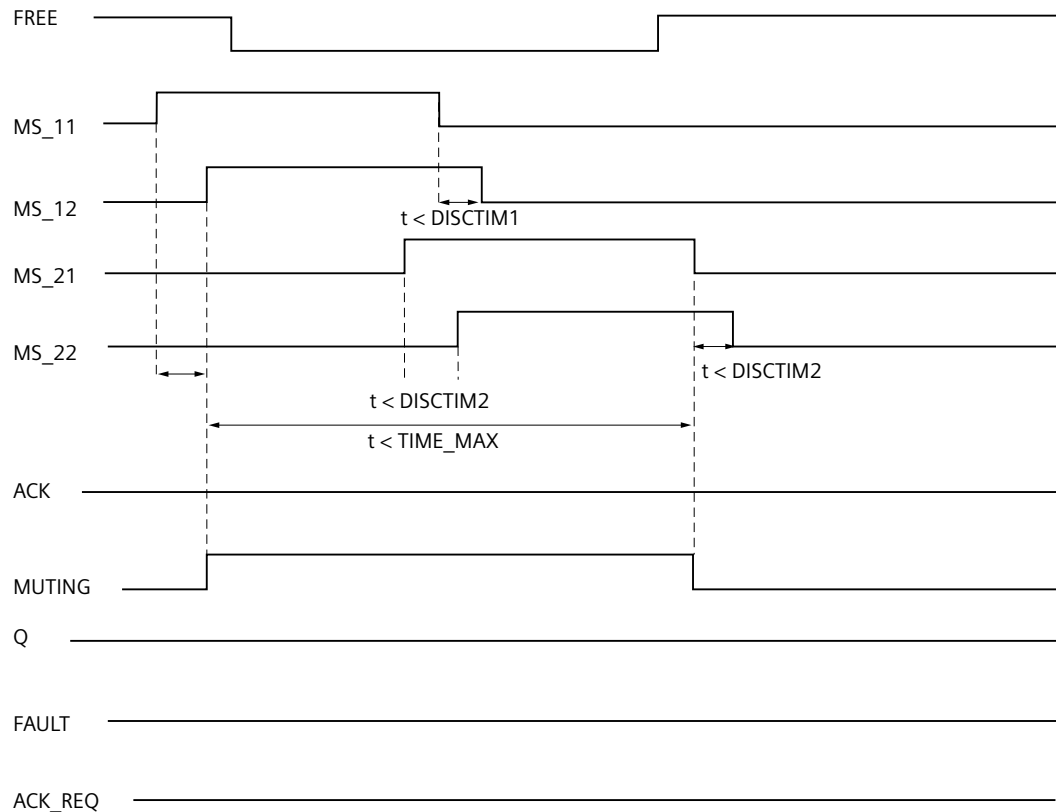 FREE
MS_11
MS_12
t < DISCTIM1
MS_21
MS_22
t < DISCTIM2
t < DISCTIM2
t < TIME_MAX
ACK
MUTING
Q
FAULT
ACK_REQ